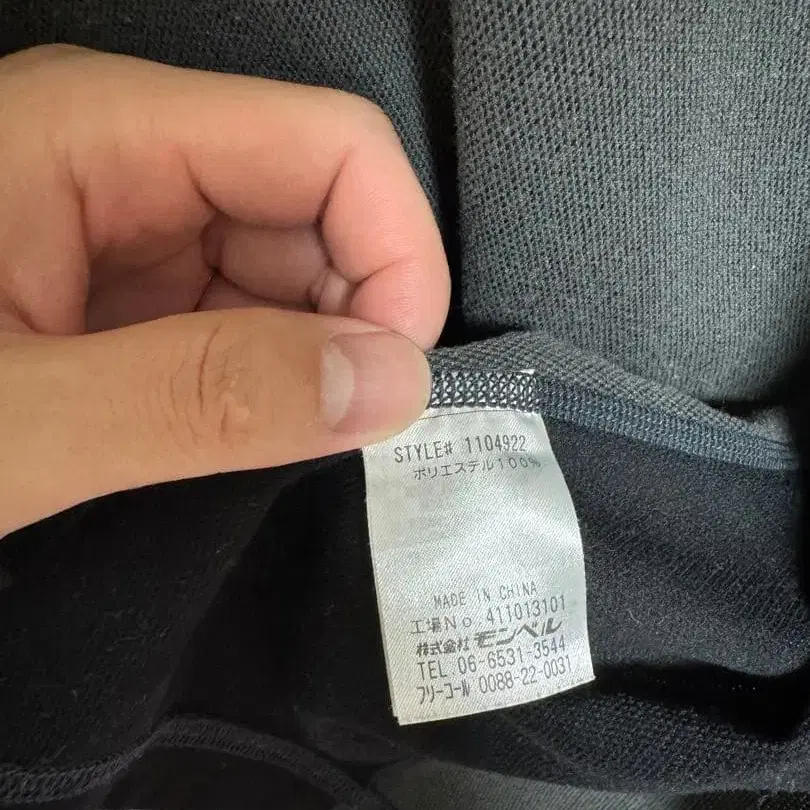 STYLE# 1104922
ポリエステル100%
MADE IN CHINA
工場No 411013101
株式会社モンベル
TEL 06-6531-3544
フリーコール 0088-22-0031